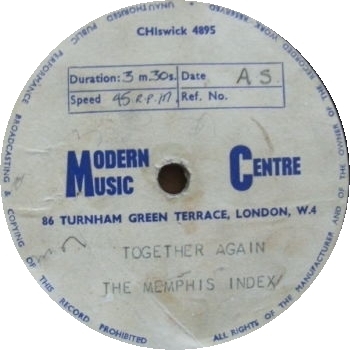 CHIswick 4895
Duration: 3 m. 30s. Date A S.
Speed 45 R.P.M. Ref. No.
MODERN MUSIC CENTRE
86 TURNHAM GREEN TERRACE, LONDON, W.4
TOGETHER AGAIN
THE MEMPHIS INDEX
ALL RIGHTS OF THE MANUFACTURER AND OF THE OWNER OF THE RECORDED WORK RESERVED
UNAUTHORISED PUBLIC PERFORMANCE BROADCASTING & COPYING OF THIS RECORD PROHIBITED